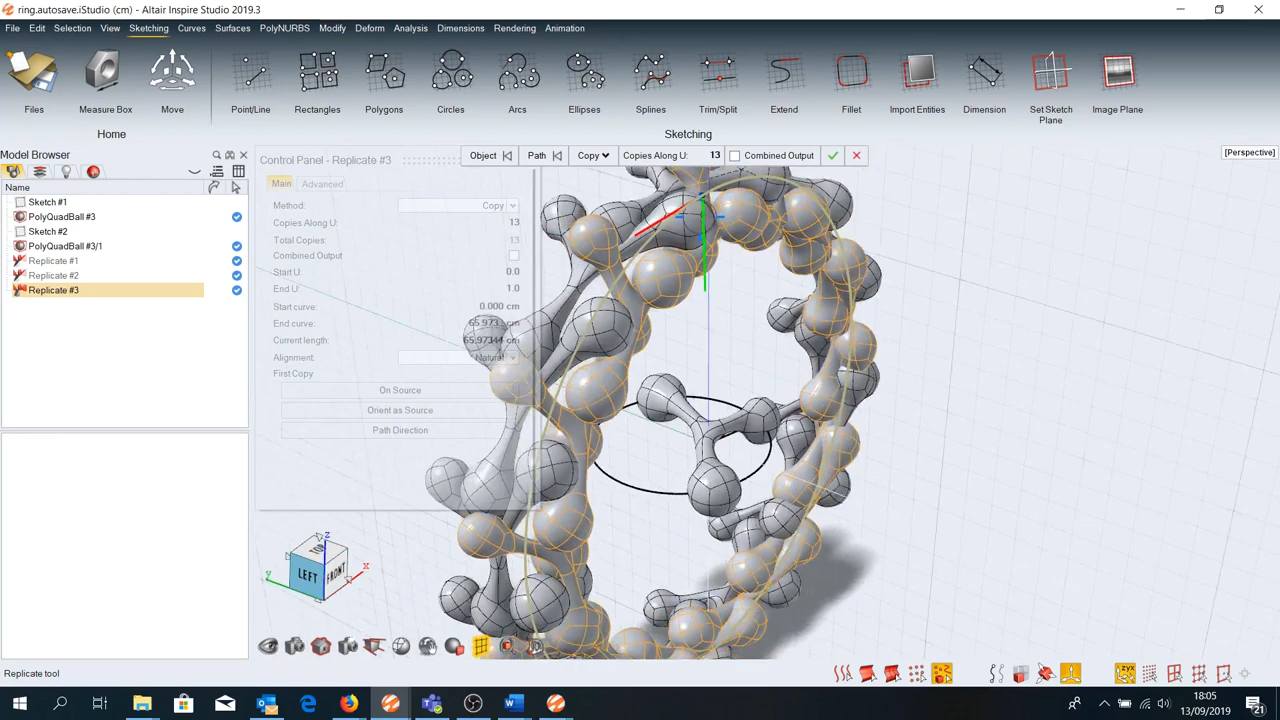 ring.autosave.iStudio (cm) - Altair Inspire Studio 2019.3
File Edit Selection View Sketching Curves Surfaces PolyNURBS Modify Deform Analysis Dimensions Rendering Animation
Files Measure Box Move Point/Line Rectangles Polygons Circles Arcs Ellipses Splines Trim/Split Extend Fillet Import Entities Dimension Set Sketch Plane Image Plane
Home Sketching
Model Browser
Object Path Copy Copies Along U: 13 Combined Output
[Perspective]
Control Panel - Replicate #3
Main Advanced
Name
Sketch #1
PolyQuadBall #3
Sketch #2
PolyQuadBall #3/1
Replicate #1
Replicate #2
Replicate #3
Method: Copy
Copies Along U: 13
Total Copies: 13
Combined Output
Start U: 0.0
End U: 1.0
Start curve: 0.000 cm
End curve: 65.973 cm
Current length: 65.97344 cm
Alignment: Natural
First Copy
On Source
Orient as Source
Path Direction
TOP
LEFT
FRONT
z
y
x
Replicate tool
zyx
18:05
13/09/2019
21